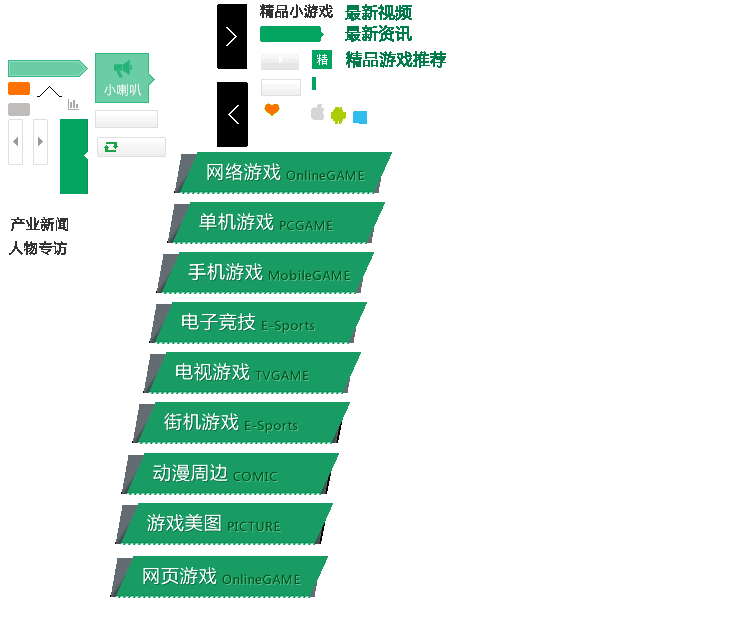 精品小游戏
最新视频
最新资讯
精
精品游戏推荐
小喇叭
网络游戏 OnlineGAME
单机游戏 PCGAME
产业新闻
人物专访
手机游戏 MobileGAME
电子竞技 E-Sports
电视游戏 TVGAME
街机游戏 E-Sports
动漫周边 COMIC
游戏美图 PICTURE
网页游戏 OnlineGAME